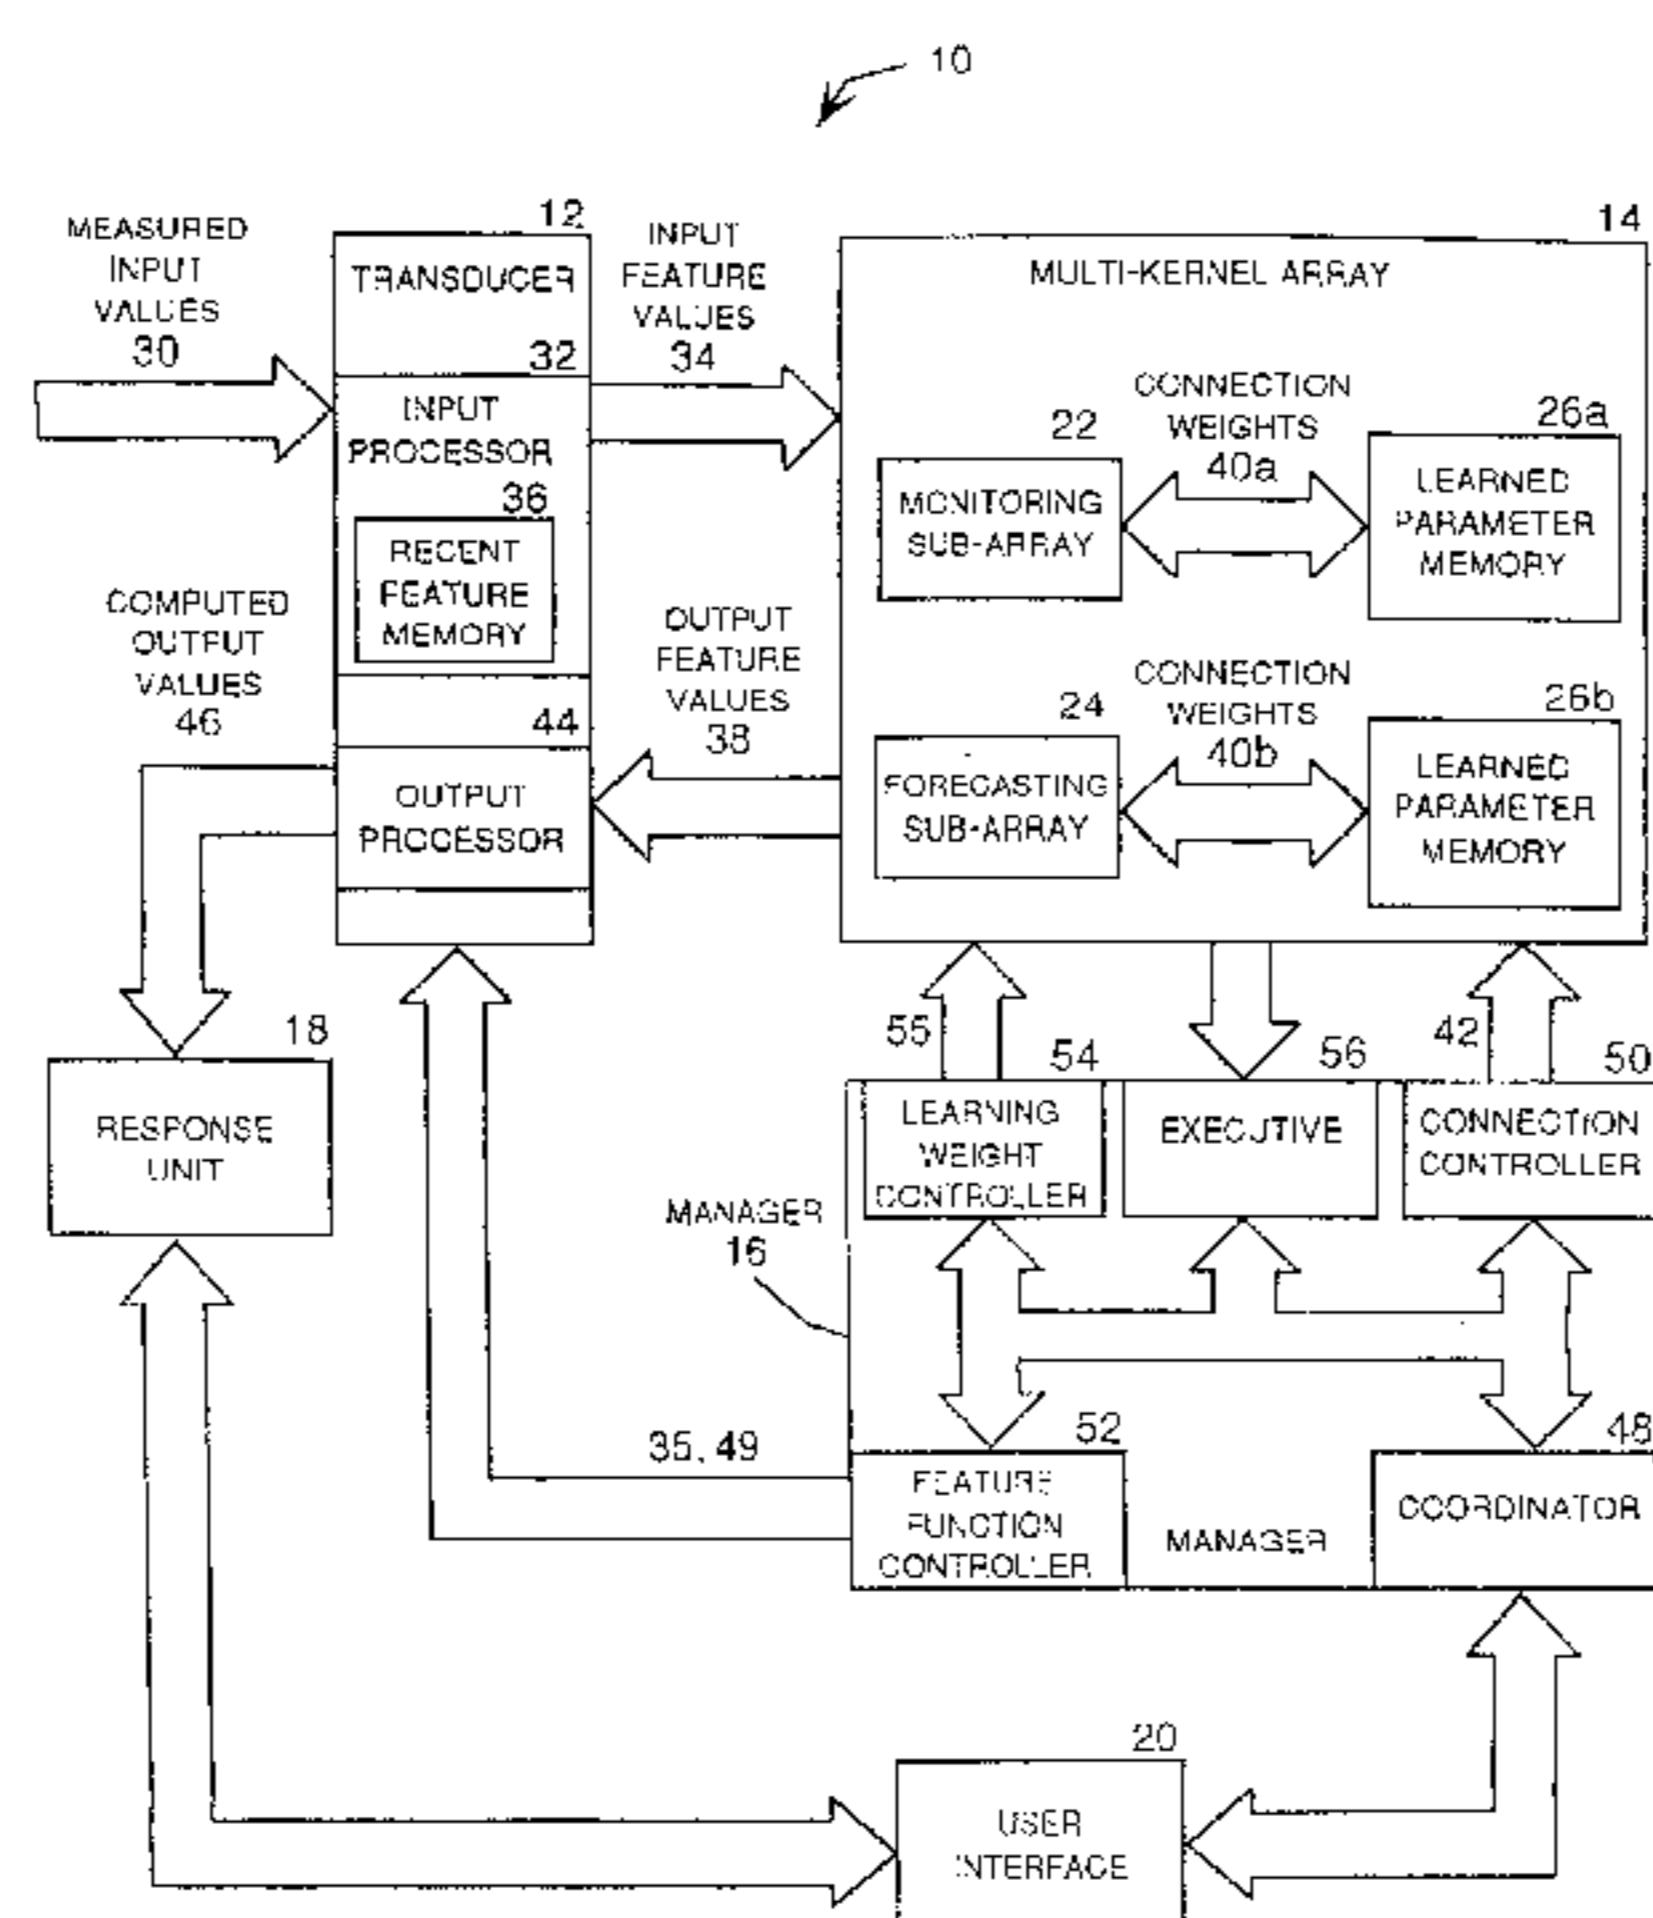 10
MEASURED
INPUT
VALUES
30
12
TRANSDUCER
INPUT
FEATURE
VALUES
34
14
MULTI-KERNEL ARRAY
32
INPUT
PROCESSOR
36
RECENT
FEATURE
MEMORY
22
MONITORING
SUB-ARRAY
CONNECTION
WEIGHTS
40a
26a
LEARNED
PARAMETER
MEMORY
COMPUTED
OUTPUT
VALUES
46
44
OUTPUT
PROCESSOR
OUTPUT
FEATURE
VALUES
38
24
FORECASTING
SUB-ARRAY
CONNECTION
WEIGHTS
40b
26b
LEARNED
PARAMETER
MEMORY
18
RESPONSE
UNIT
55
54
LEARNING
WEIGHT
CONTROLLER
56
EXECUTIVE
42
50
CONNECTION
CONTROLLER
MANAGER
16
35, 49
52
FEATURE
FUNCTION
CONTROLLER
MANAGER
48
COORDINATOR
20
USER
INTERFACE